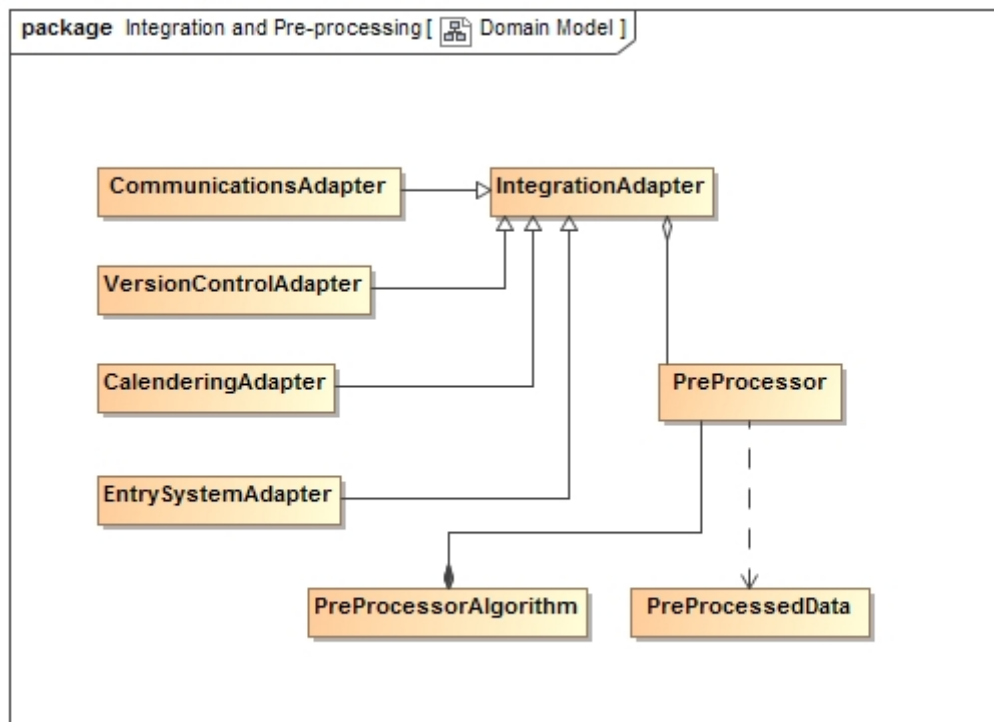 package Integration and Pre-processing [ Domain Model ]
CommunicationsAdapter
IntegrationAdapter
VersionControlAdapter
CalenderingAdapter
PreProcessor
EntrySystemAdapter
PreProcessorAlgorithm
PreProcessedData